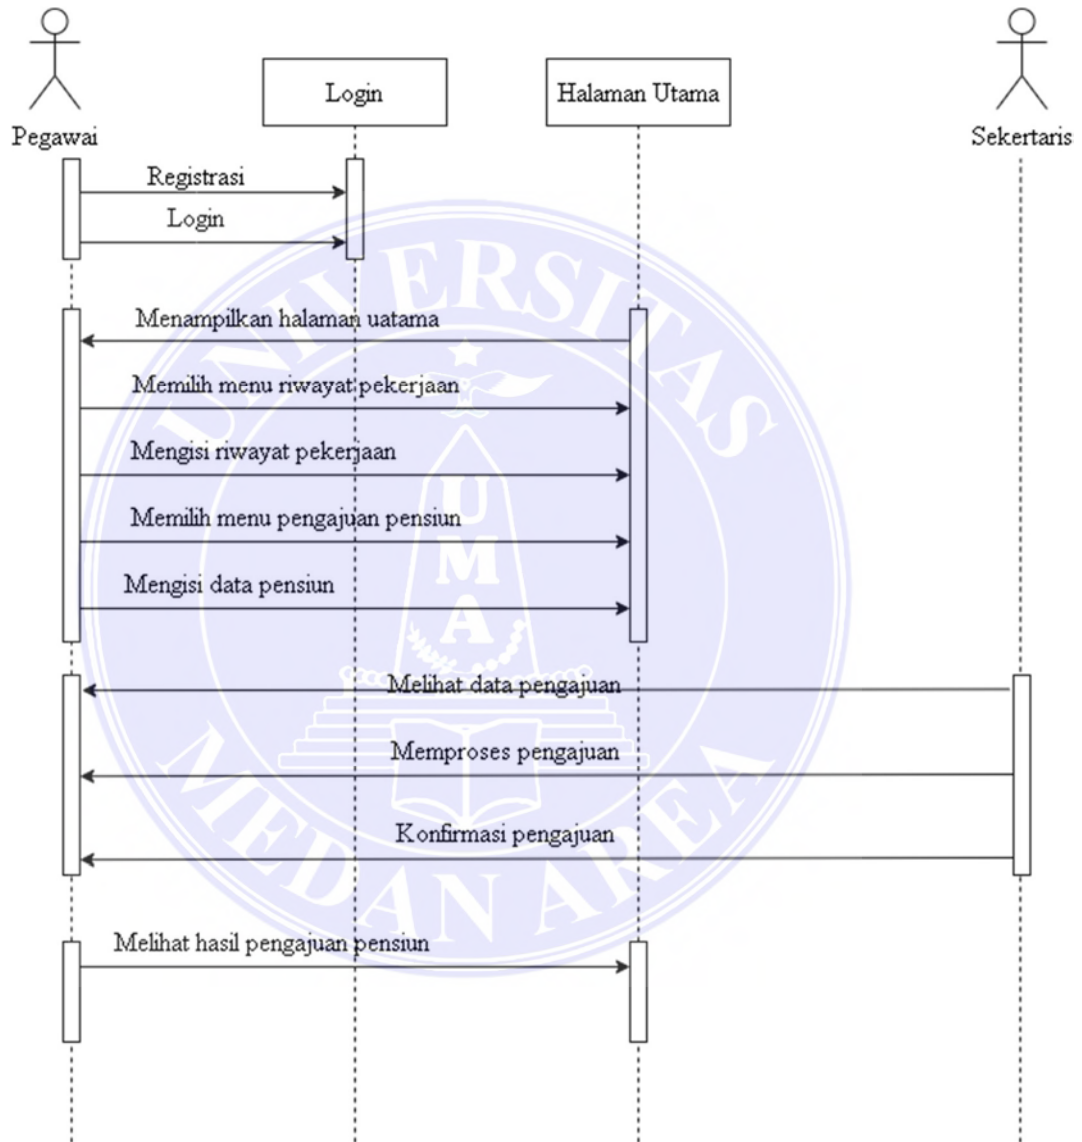 Login
Halaman Utama
Pegawai
Sekertaris
Registrasi
Login
Menampilkan halaman uatama
Memilih menu riwayat pekerjaan
Mengisi riwayat pekerjaan
Memilih menu pengajuan pensiun
Mengisi data pensiun
Melihat data pengajuan
Memproses pengajuan
Konfirmasi pengajuan
Melihat hasil pengajuan pensiun
UNIVERSITAS
UMA
MEDAN AREA